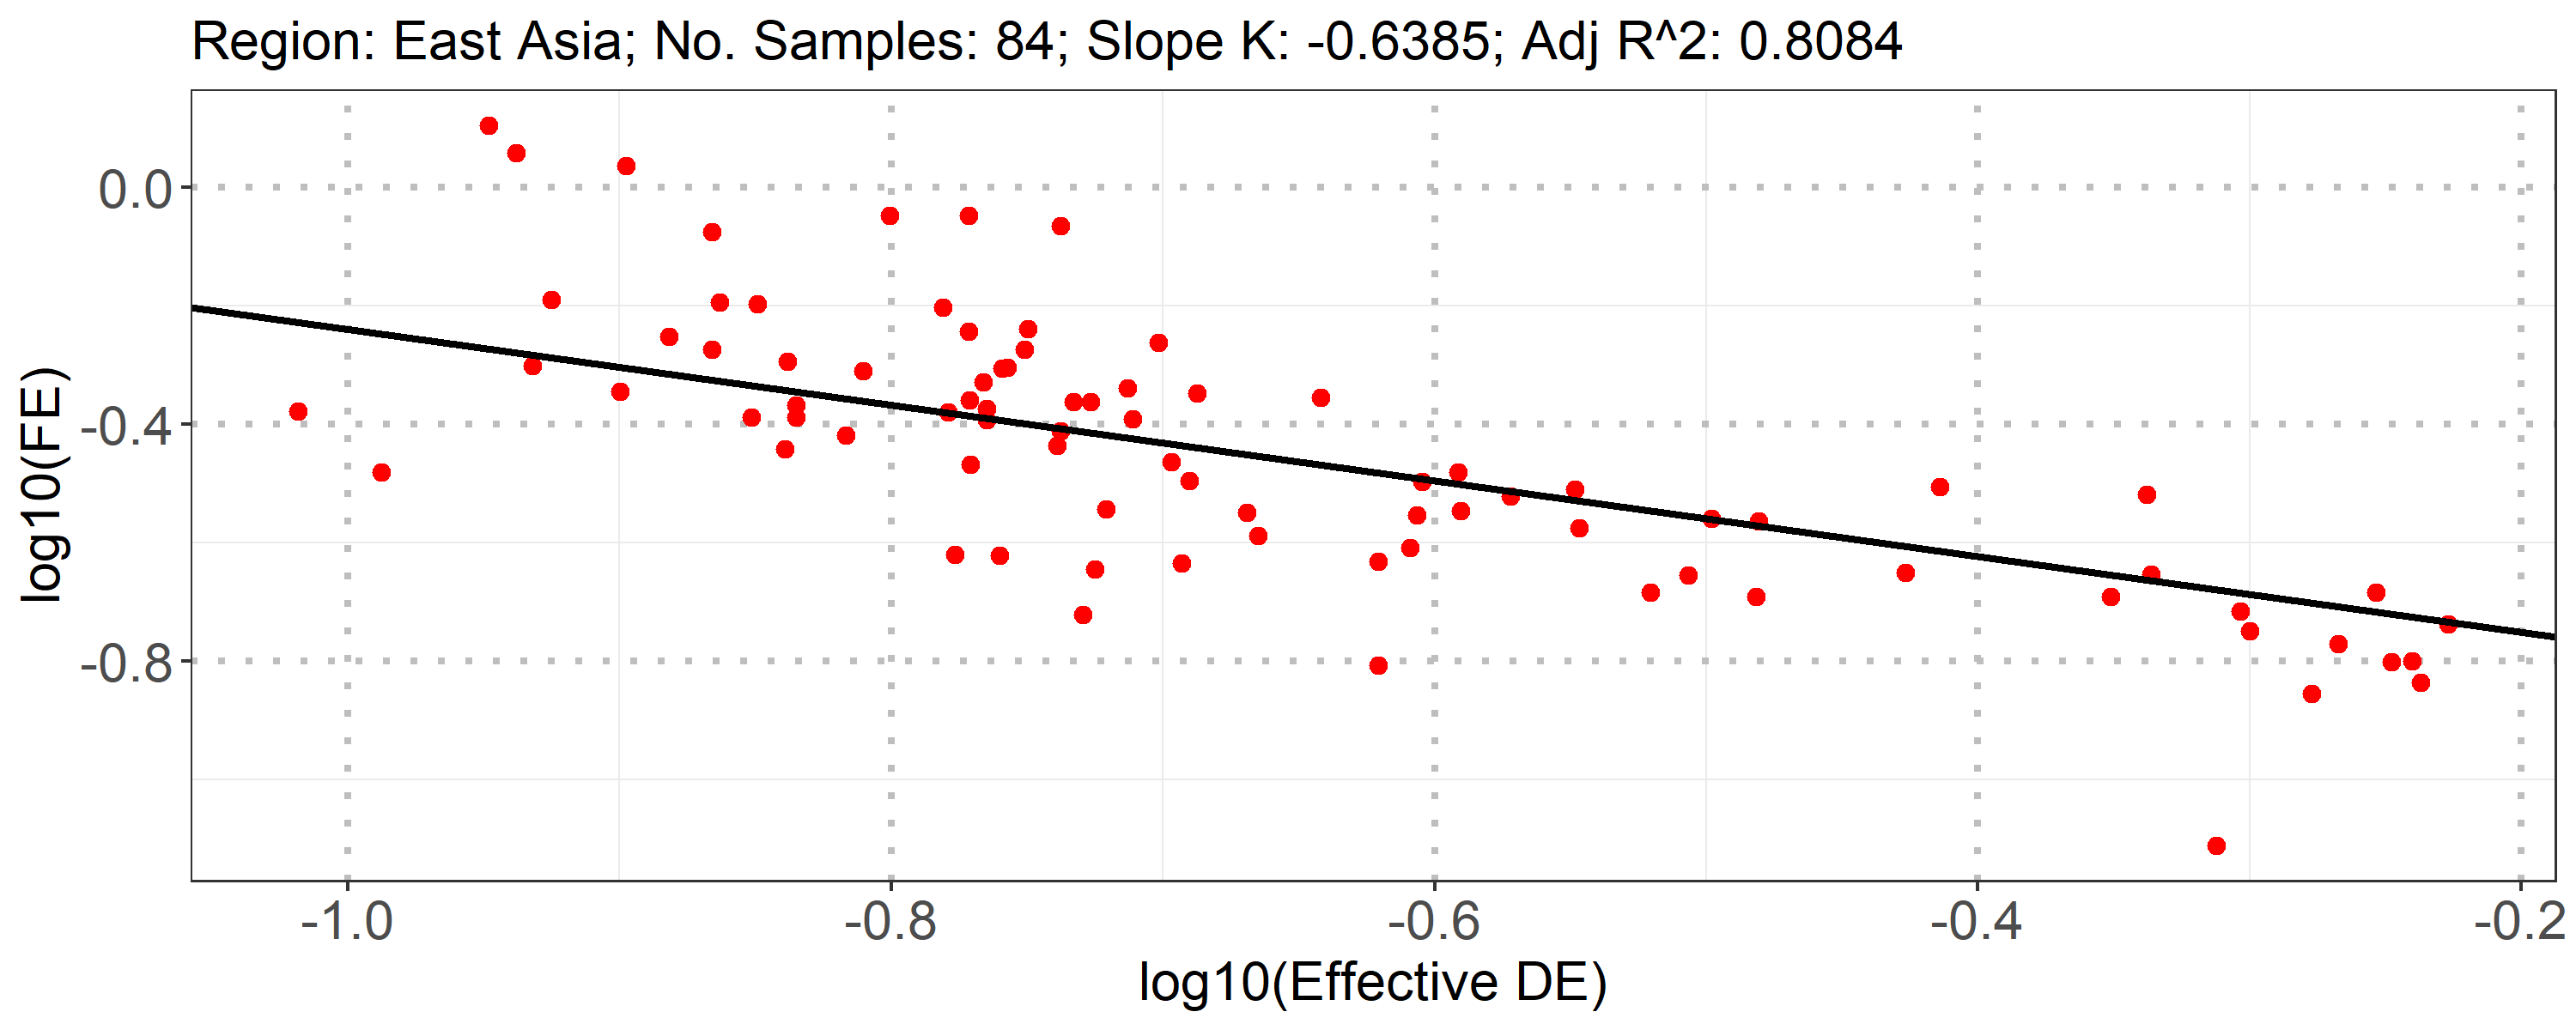 Region: East Asia; No. Samples: 84; Slope K: -0.6385; Adj R^2: 0.8084
0.0
-0.4
-0.8
log10(FE)
-1.0 -0.8 -0.6 -0.4 -0.2
log10(Effective DE)